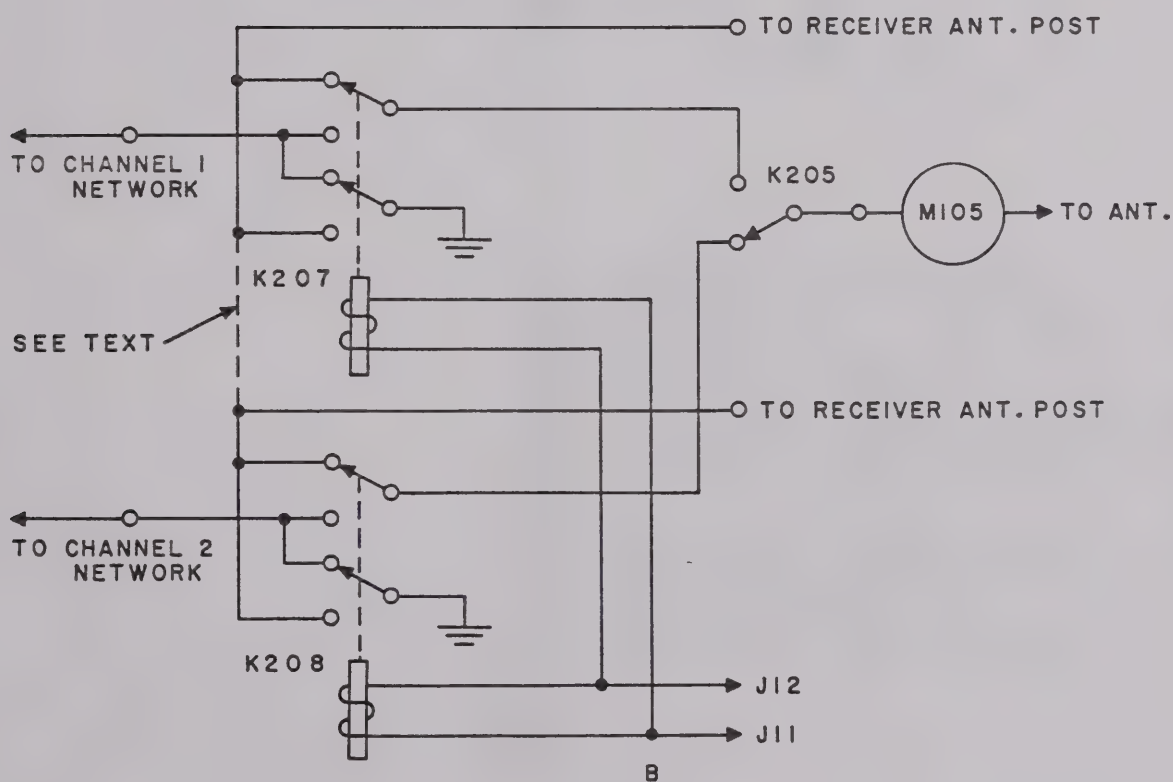 TO RECEIVER ANT. POST
TO CHANNEL 1
NETWORK
K205
M105
TO ANT.
K207
SEE TEXT
TO RECEIVER ANT. POST
TO CHANNEL 2
NETWORK
K208
J12
J11
B